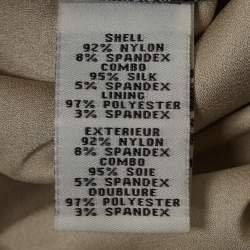 SHELL
92% NYLON
8% SPANDEX
COMBO
95% SILK
5% SPANDEX
LINING
97% POLYESTER
3% SPANDEX
EXTERIEUR
92% NYLON
8% SPANDEX
COMBO
95% SOIE
5% SPANDEX
DOUBLURE
97% POLYESTER
3% SPANDEX